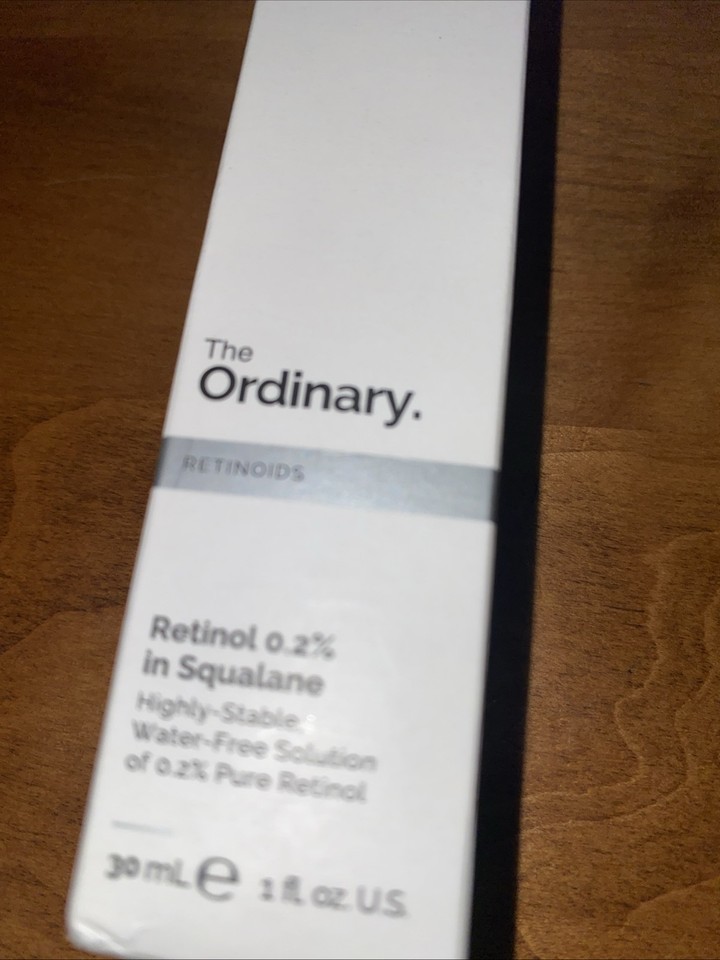 The
Ordinary.
RETINOIDS
Retinol 0.2%
in Squalane
Highly-Stable,
Water-Free Solution
of 0.2% Pure Retinol
30 mL e 1 fl. oz. U.S.